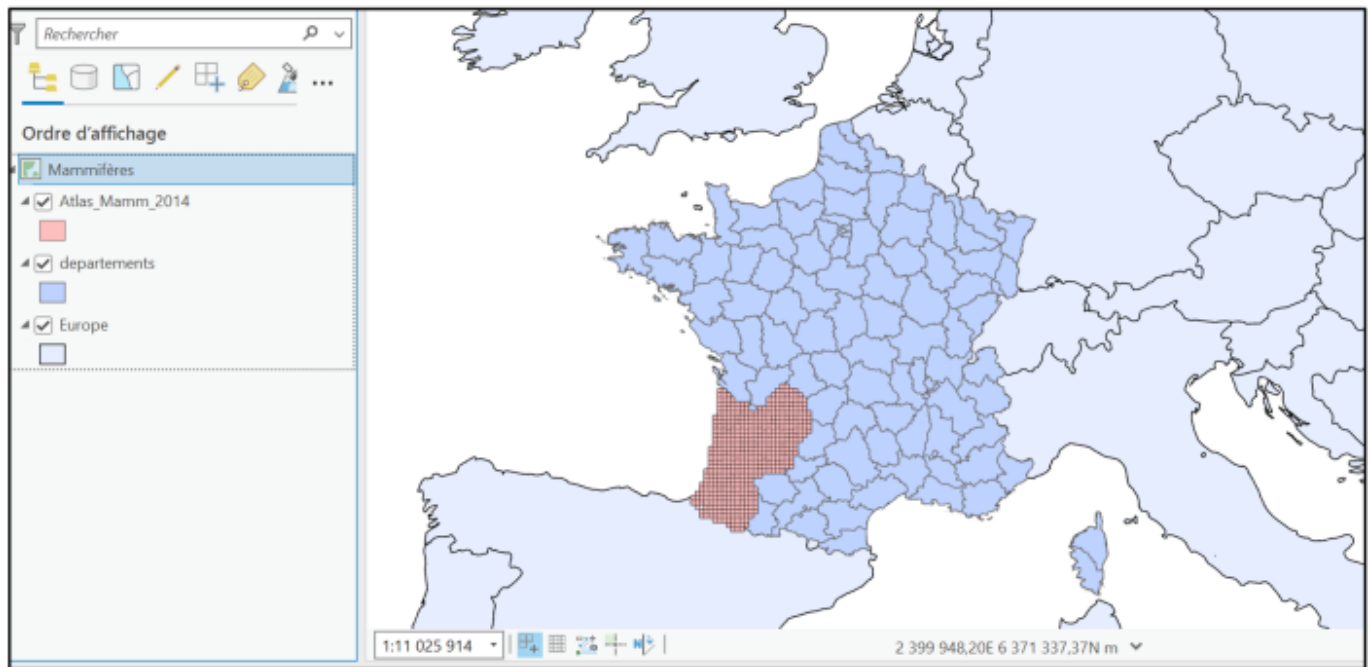 Rechercher
Ordre d'affichage
Mammifères
Atlas_Mamm_2014
departements
Europe
1:11 025 914
2 399 948,20E 6 371 337,37N m